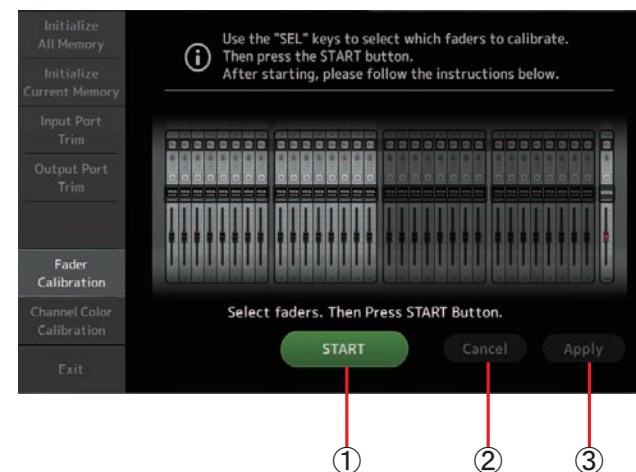 Initialize
All Memory
Initialize
Current Memory
Input Port
Trim
Output Port
Trim
Fader
Calibration
Channel Color
Calibration
Exit
Use the "SEL" keys to select which faders to calibrate.
Then press the START button.
After starting, please follow the instructions below.
Select faders. Then Press START Button.
START
Cancel
Apply
①
②
③